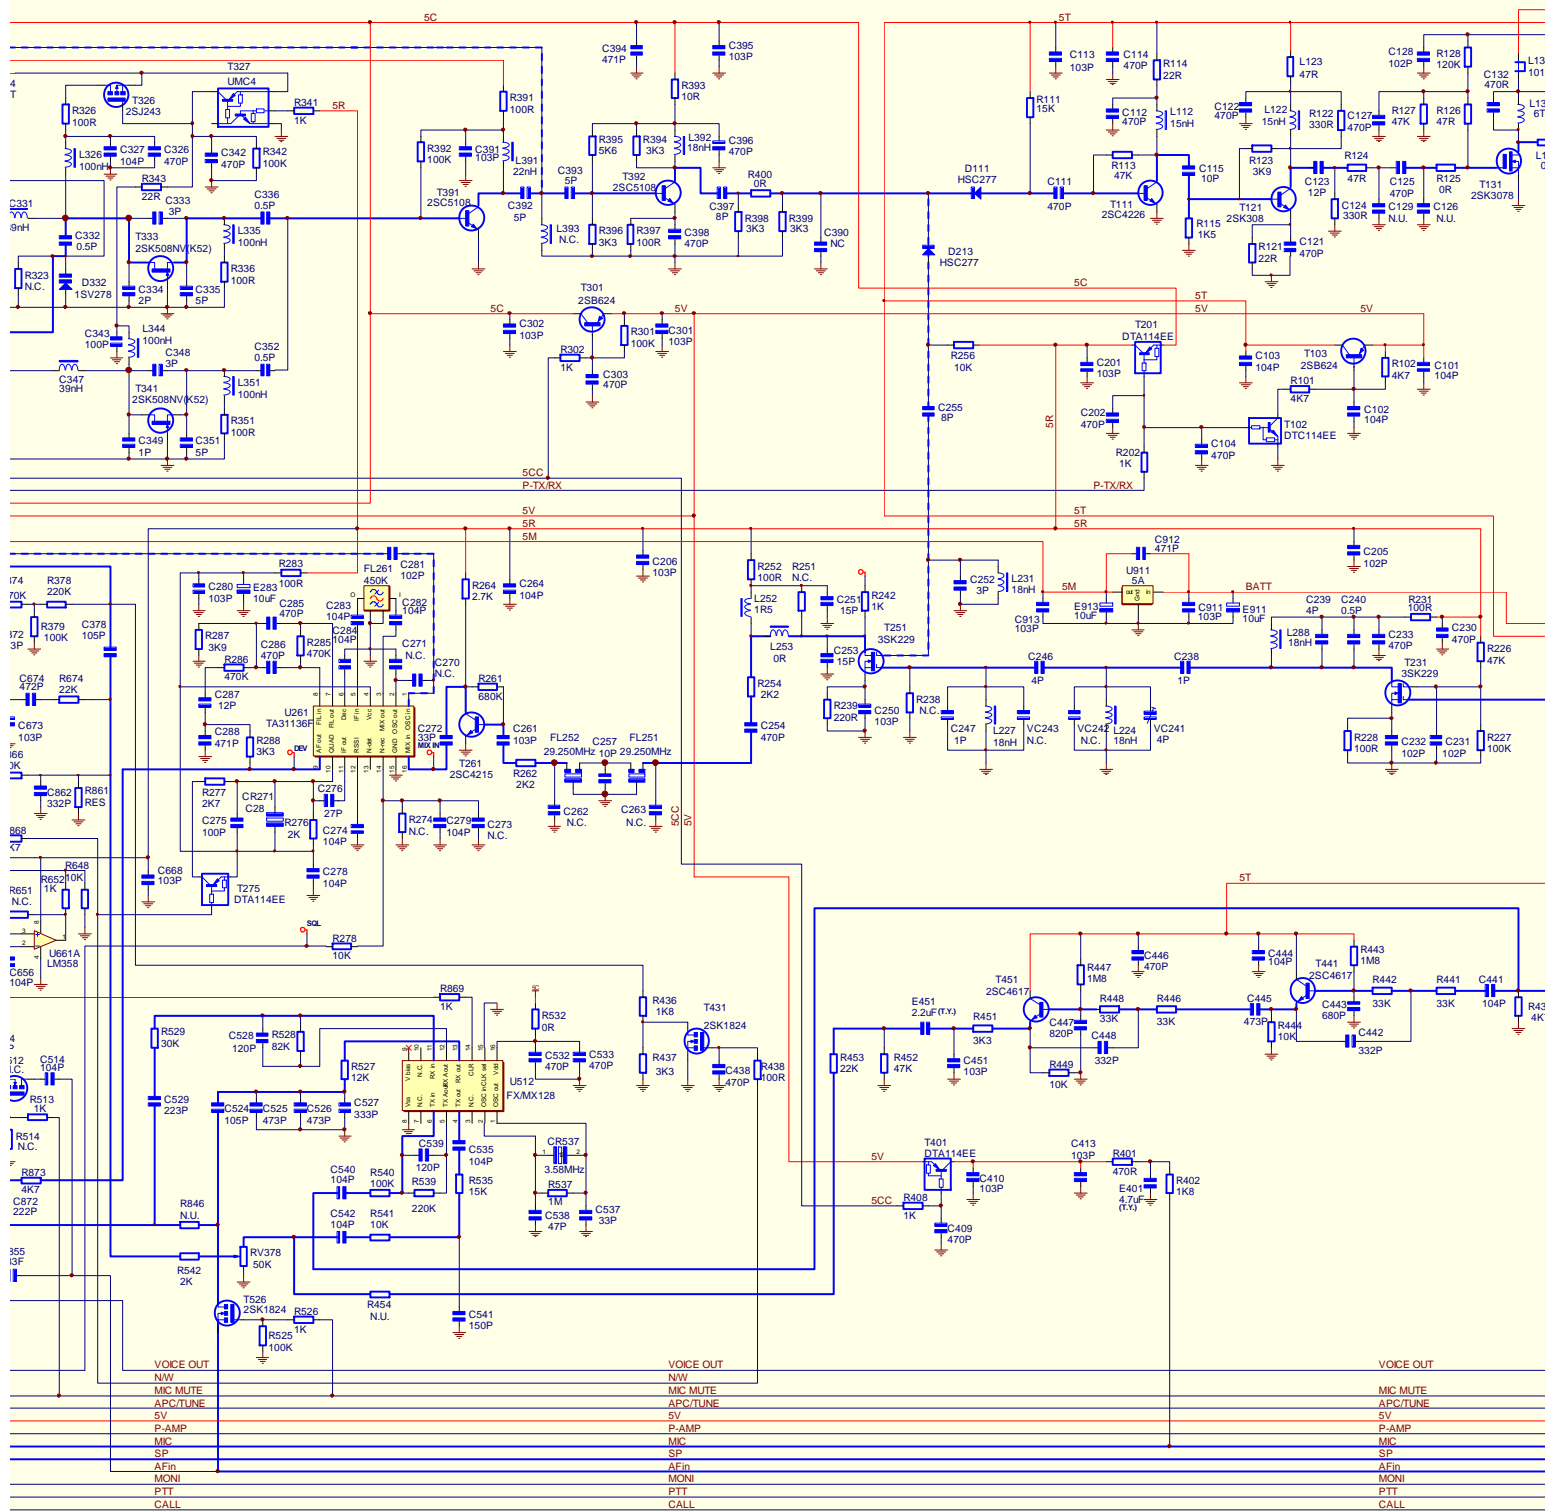 5C
5T
C394
471P
C395
103P
C113
103P
C114
470P
R114
22R
L123
47R
C128
102P
R128
120K
L13
101
T327
UMC4
T326
2SJ243
R326
100R
R341
1K
5R
R391
100R
R393
10R
R111
15K
C112
470P
L112
15nH
C122
470P
L122
15nH
R122
330R
C127
470P
R127
47K
R126
47R
C132
470R
L13
6T
L326
100nH
C327
104P
C326
470P
C342
470P
R342
100K
R343
22R
R392
100K
C391
103P
L391
22nH
C393
5P
R395
5K6
R394
3K3
L392
18nH
C396
470P
T392
2SC5108
T391
2SC5108
C392
5P
R400
0R
C397
8P
D111
HSC277
C111
470P
R113
47K
T111
2SC4226
C115
10P
R123
3K9
R124
47R
C123
12P
C125
470P
R125
0R
T131
2SK3078
C331
39nH
C333
3P
C336
0.5P
C332
0.5P
T333
2SK508NV(K52)
L335
100nH
R336
100R
R323
N.C.
D332
1SV278
C334
2P
C335
5P
L393
N.C.
R396
3K3
R397
100R
C398
470P
R398
3K3
R399
3K3
C390
NC
D213
HSC277
R115
1K5
T121
2SK308
C124
330R
C129
N.U.
C126
N.U.
R121
22R
C121
470P
C343
100P
L344
100nH
C348
3P
C352
0.5P
C347
39nH
T341
2SK508NV(K52)
L351
100nH
R351
100R
C349
1P
C351
5P
T301
2SB624
5C
5V
C302
103P
R301
100K
C301
103P
R302
1K
C303
470P
5C
5T
5V
5V
T201
DTA114EE
R256
10K
C201
103P
C103
104P
T103
2SB624
R102
4K7
C101
104P
R101
4K7
C102
104P
C255
8P
5R
C202
470P
T102
DTC114EE
C104
470P
R202
1K
5CC
P-TX/RX
P-TX/RX
5V
5R
5M
5T
5R
R283
100R
FL261
450K
C281
102P
C280
103P
E283
10uF
C285
470P
C283
104P
C282
104P
C284
104P
R264
2.7K
C264
104P
C206
103P
R252
100R
R251
N.C.
L252
1R5
C251
15P
R242
1K
C252
3P
L231
18nH
C912
471P
U911
5A
5M
BATT
C913
103P
E913
10uF
C911
103P
E911
10uF
C205
102P
C239
4P
C240
0.5P
R231
100R
R378
220K
R379
100K
C378
105P
R287
3K9
C286
470P
R285
470K
R286
470K
C271
N.C.
C270
N.C.
R261
680K
L253
0R
C253
15P
T251
3SK229
R254
2K2
R239
220R
C250
103P
R238
N.C.
C246
4P
C238
1P
L288
18nH
C233
470P
C230
470P
R226
47K
T231
3SK229
C674
472P
R674
22K
C673
103P
C287
12P
C288
471P
R288
3K3
U261
TA31136F
DEV
MIX IN
C272
33P
T261
2SC4215
C261
103P
R262
2K2
FL252
29.250MHz
C257
10P
FL251
29.250MHz
C254
470P
C247
1P
L227
18nH
VC243
N.C.
VC242
N.C.
L224
18nH
VC241
4P
R228
100R
C232
102P
C231
102P
R227
100K
C862
332P
R861
RES
R277
2K7
CR271
C28
C276
27P
C275
100P
R276
2K
C274
104P
R274
N.C.
C279
104P
C273
N.C.
C262
N.C.
C263
N.C.
5CC
5V
R648
10K
R652
1K
R651
N.C.
C668
103P
T275
DTA114EE
C278
104P
SQL
R278
10K
U661A
LM358
C656
104P
5T
C446
470P
C444
104P
R443
1M8
T451
2SC4617
R447
1M8
T441
2SC4617
R442
33K
R441
33K
C441
104P
R869
1K
R532
0R
R436
1K8
T431
2SK1824
R529
30K
C528
120P
R528
82K
R527
12K
C532
470P
C533
470P
R437
3K3
C438
470P
R438
100R
E451
2.2uF(T.Y.)
R451
3K3
C447
820P
R448
33K
R446
33K
C445
473P
R444
10K
C443
680P
C442
332P
C448
332P
R449
10K
R453
22K
R452
47K
C451
103P
C514
104P
R513
1K
R514
N.C.
C529
223P
C524
105P
C525
473P
C526
473P
C527
333P
U512
FX/MX128
C539
120P
C535
104P
CR537
3.58MHz
R537
1M
C538
47P
C537
33P
R873
4K7
C872
222P
C540
104P
R540
100K
R539
220K
R535
15K
R846
N.U.
C542
104P
R541
10K
T401
DTA114EE
5V
5CC
R408
1K
C409
470P
C410
103P
C413
103P
R401
470R
E401
4.7uF
(T.Y.)
R402
1K8
R542
2K
RV378
50K
R454
N.U.
C541
150P
T526
2SK1824
R526
1K
R525
100K
VOICE OUT
VOICE OUT
VOICE OUT
N/W
N/W
MIC MUTE
MIC MUTE
MIC MUTE
APC/TUNE
APC/TUNE
APC/TUNE
5V
5V
5V
P-AMP
P-AMP
P-AMP
MIC
MIC
MIC
SP
SP
SP
AFin
AFin
AFin
MONI
MONI
MONI
PTT
PTT
PTT
CALL
CALL
CALL